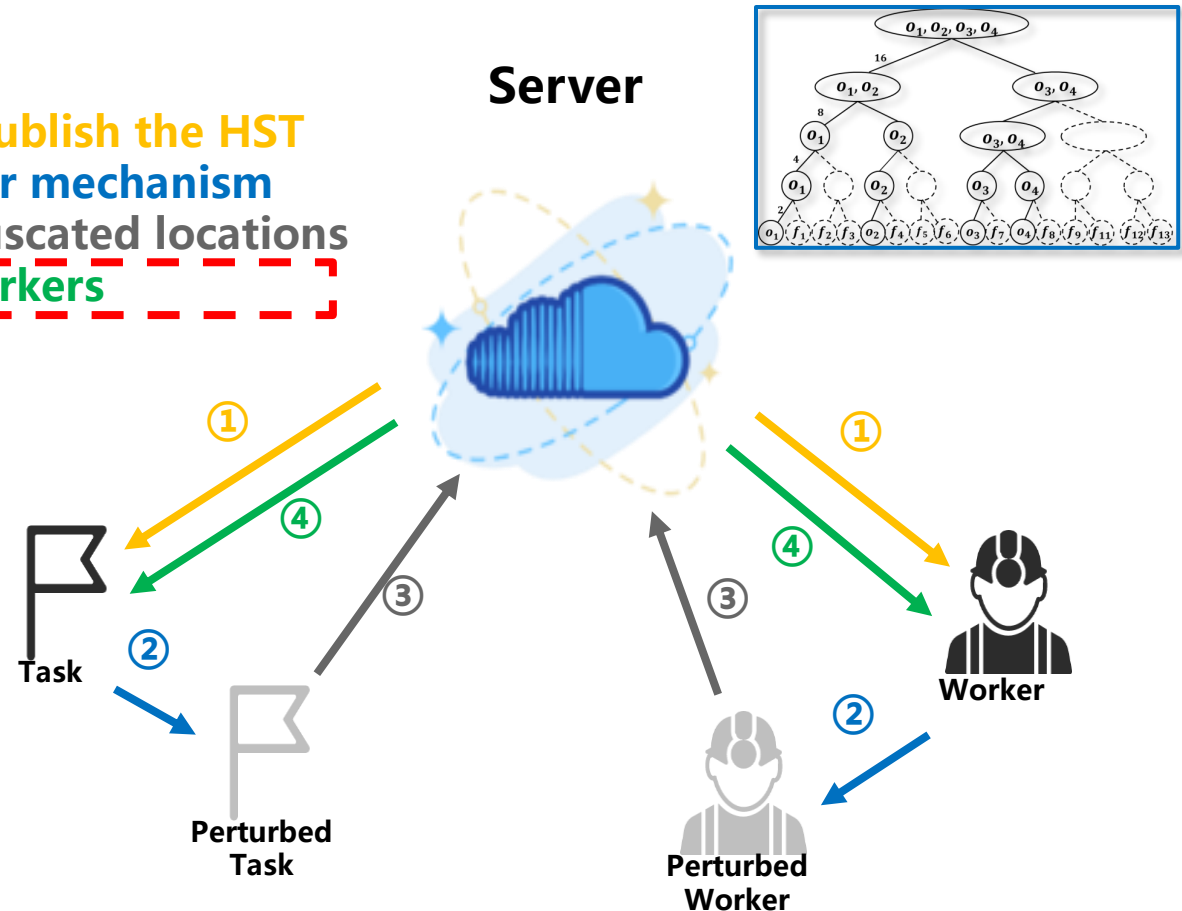 Server
ublish the HST
r mechanism
uscated locations
rkers
o₁, o₂, o₃, o₄
16
o₁, o₂ o₃, o₄
8
o₁ o₂ o₃, o₄
4
o₁ o₂ o₃ o₄
2
o₁ f₁ f₂ f₃ o₂ f₄ f₅ f₆ o₃ f₇ o₄ f₈ f₉ f₁₁ f₁₂ f₁₃
① ①
④ ④
③ ③
② Task
Worker
②
Perturbed
Task
Perturbed
Worker